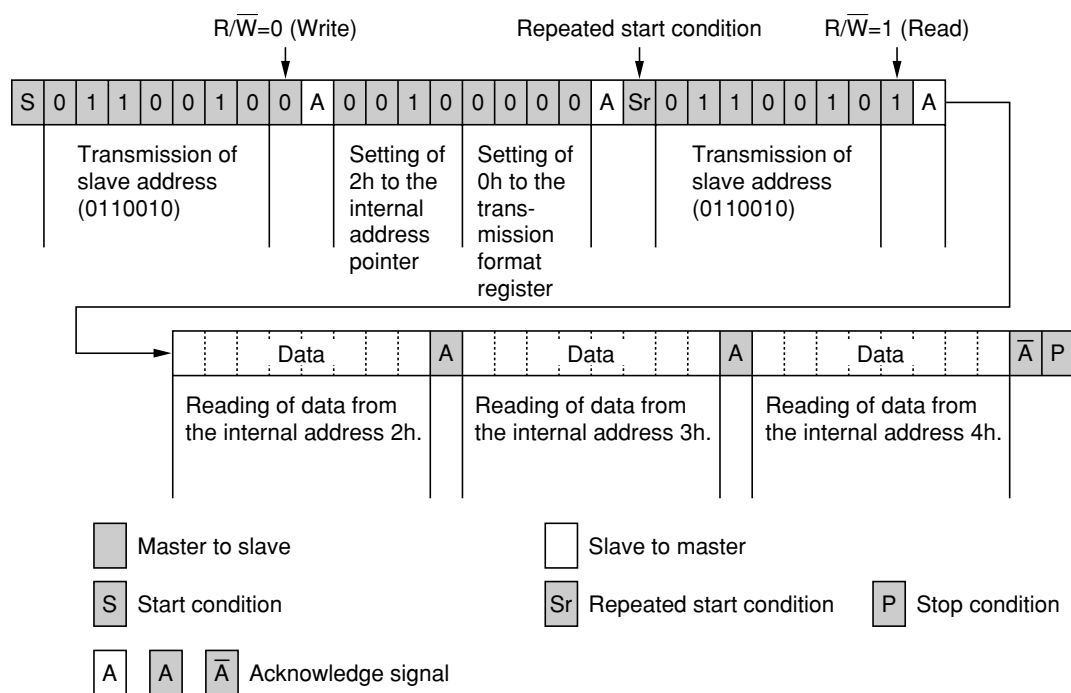 R/W̅=0 (Write) Repeated start condition R/W̅=1 (Read)
S 0 1 1 0 0 1 0 0 A 0 0 1 0 0 0 0 0 A Sr 0 1 1 0 0 1 0 1 A
Transmission of
slave address
(0110010)
Setting of
2h to the
internal
address
pointer
Setting of
0h to the
trans-
mission
format
register
Transmission of
slave address
(0110010)
Data A Data A Data A̅ P
Reading of data from
the internal address 2h.
Reading of data from
the internal address 3h.
Reading of data from
the internal address 4h.
Master to slave
Slave to master
S Start condition
Sr Repeated start condition
P Stop condition
A A A̅ Acknowledge signal